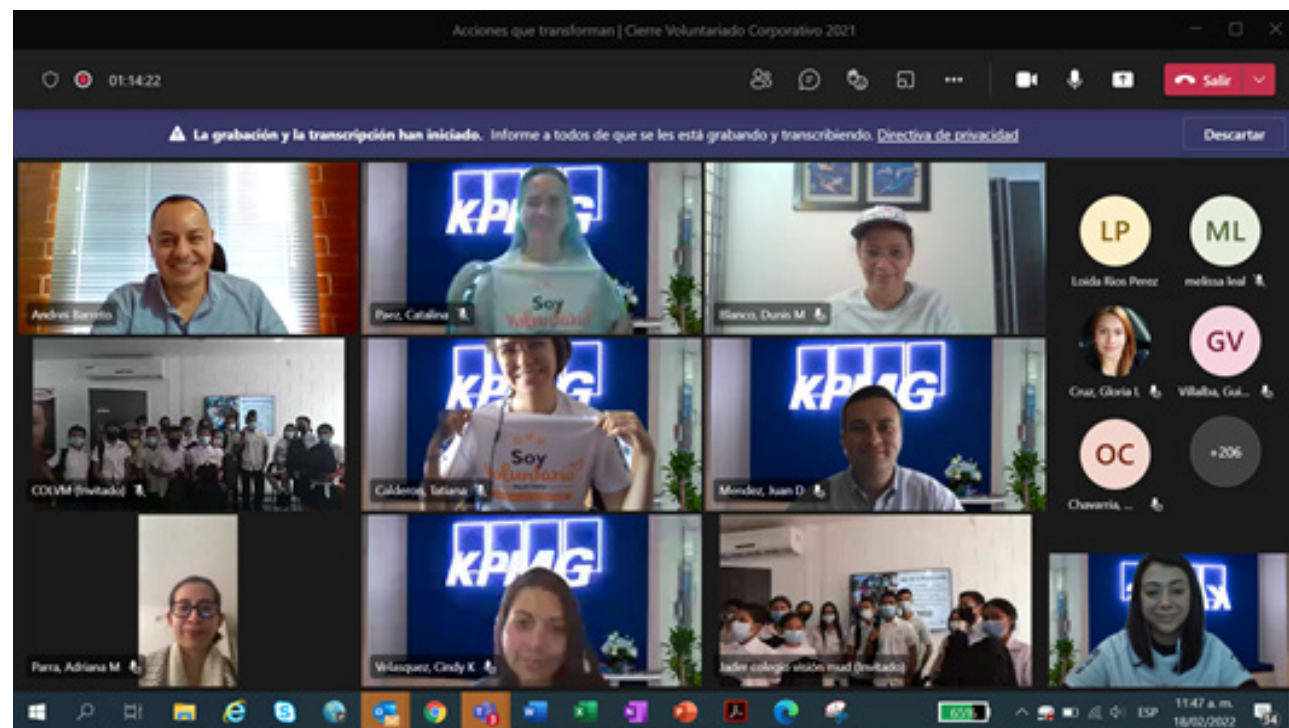 Acciones que transforman | Cierre Voluntariado Corporativo 2021
01:14:22
Salir
La grabación y la transcripción han iniciado. Informe a todos de que se les está grabando y transcribiendo. Directiva de privacidad
Descartar
KPMG
Soy
Voluntario
Andres Barreto
Paez, Catalina
Blanco, Dunis M
LP
ML
Loida Rios Perez
melissa leal
GV
Cruz, Gloria I.
Villalba, Gui...
KPMG
Soy
Voluntario
KPMG
COLVM (Invitado)
Calderon, Tatiana
Mendez, Juan D
OC
+206
Chavarria, ...
KPMG
Parra, Adriana M
Velasquez, Cindy K
Jader colegio visión mud (Invitado)
65%
ESP
11:47 a. m.
18/02/2022